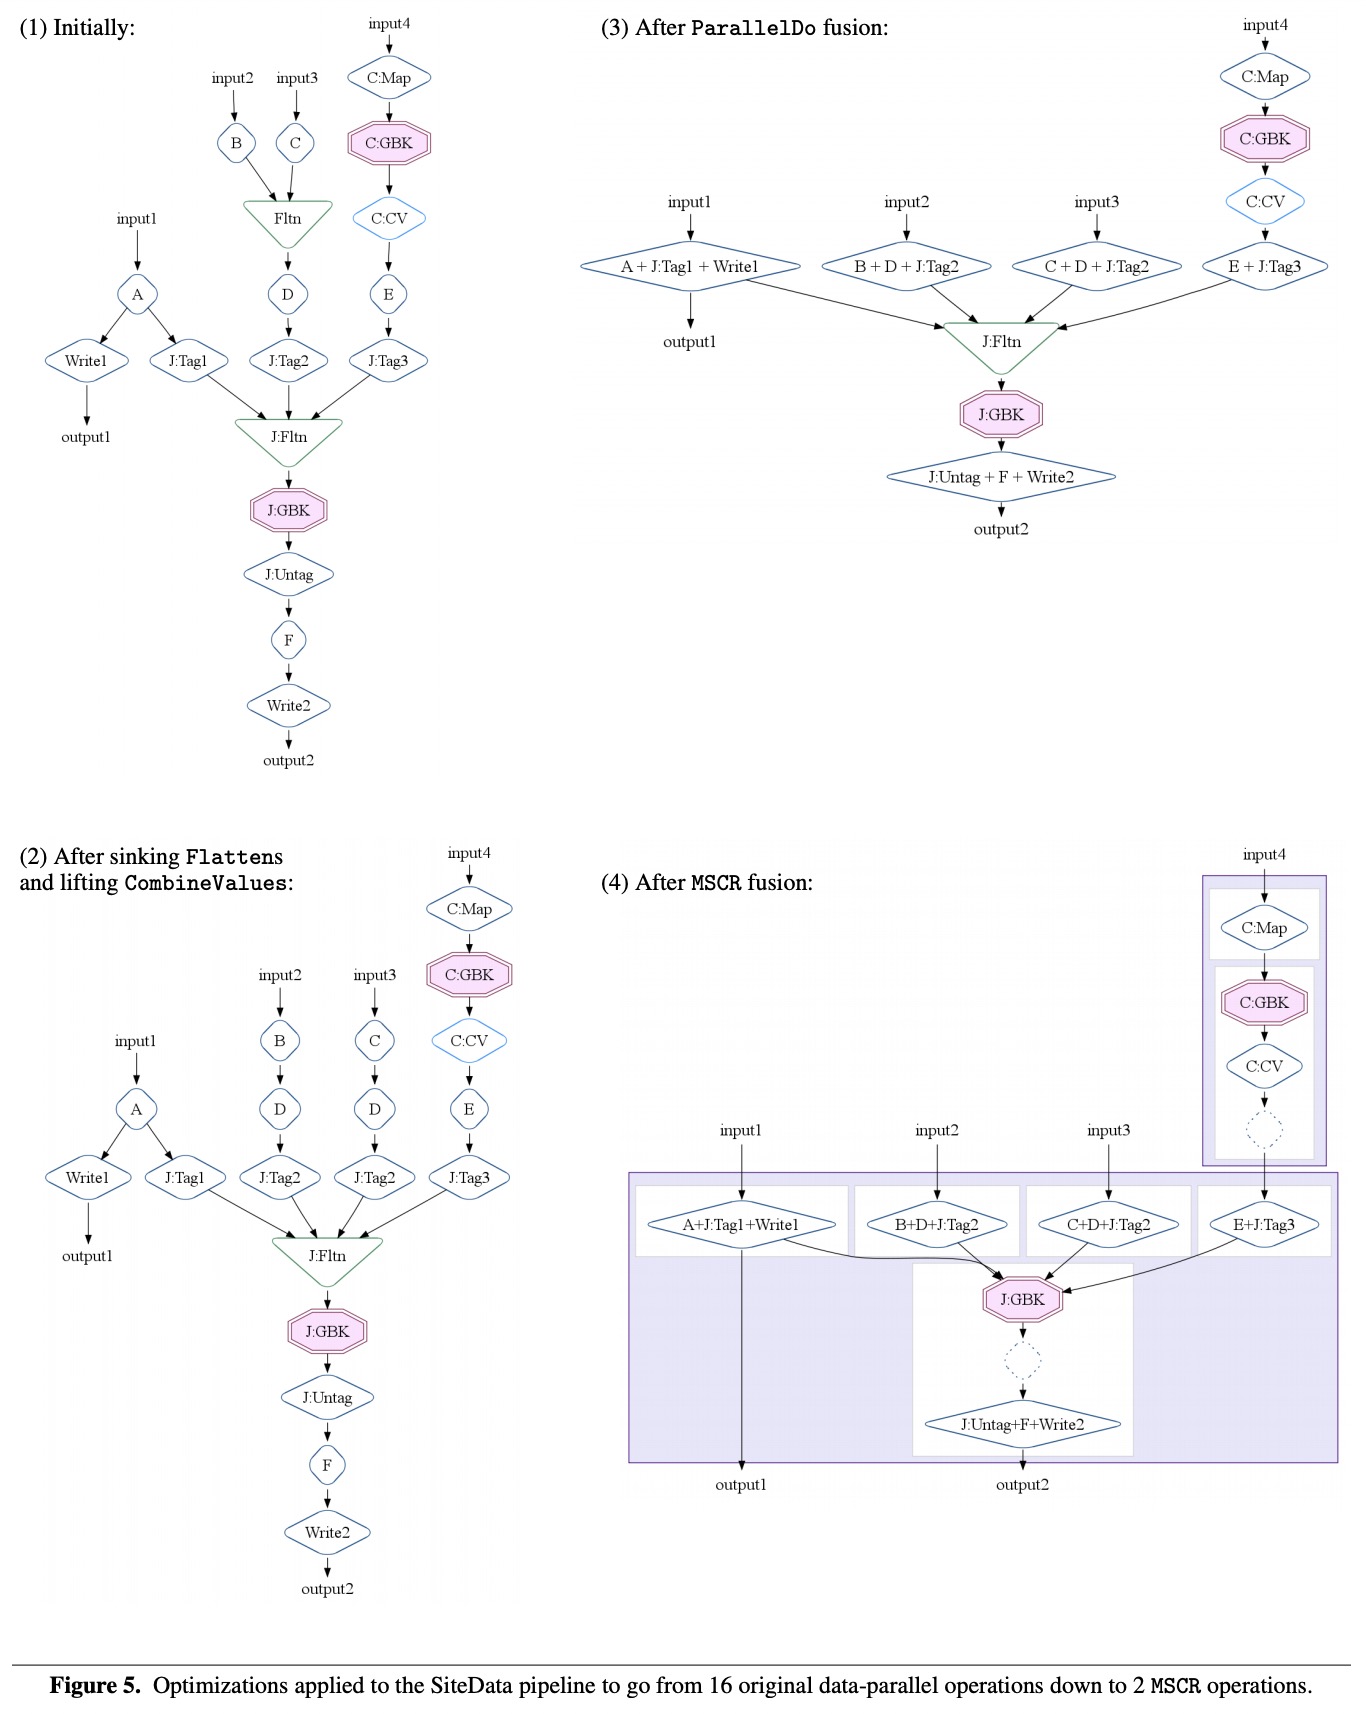 (1) Initially:
input4
C:Map
input2
input3
B
C
C:GBK
Fltn
C:CV
input1
A
D
E
Write1
J:Tag1
J:Tag2
J:Tag3
output1
J:Fltn
J:GBK
J:Untag
F
Write2
output2
(3) After ParallelDo fusion:
input4
C:Map
C:GBK
C:CV
input1
input2
input3
A + J:Tag1 + Write1
B + D + J:Tag2
C + D + J:Tag2
E + J:Tag3
output1
J:Fltn
J:GBK
J:Untag + F + Write2
output2
(2) After sinking Flattens
and lifting CombineValues:
input4
C:Map
input2
input3
C:GBK
input1
B
C
C:CV
A
D
D
E
Write1
J:Tag1
J:Tag2
J:Tag2
J:Tag3
output1
J:Fltn
J:GBK
J:Untag
F
Write2
output2
(4) After MSCR fusion:
input4
C:Map
C:GBK
C:CV
input1
input2
input3
A+J:Tag1+Write1
B+D+J:Tag2
C+D+J:Tag2
E+J:Tag3
J:GBK
J:Untag+F+Write2
output1
output2
Figure 5. Optimizations applied to the SiteData pipeline to go from 16 original data-parallel operations down to 2 MSCR operations.